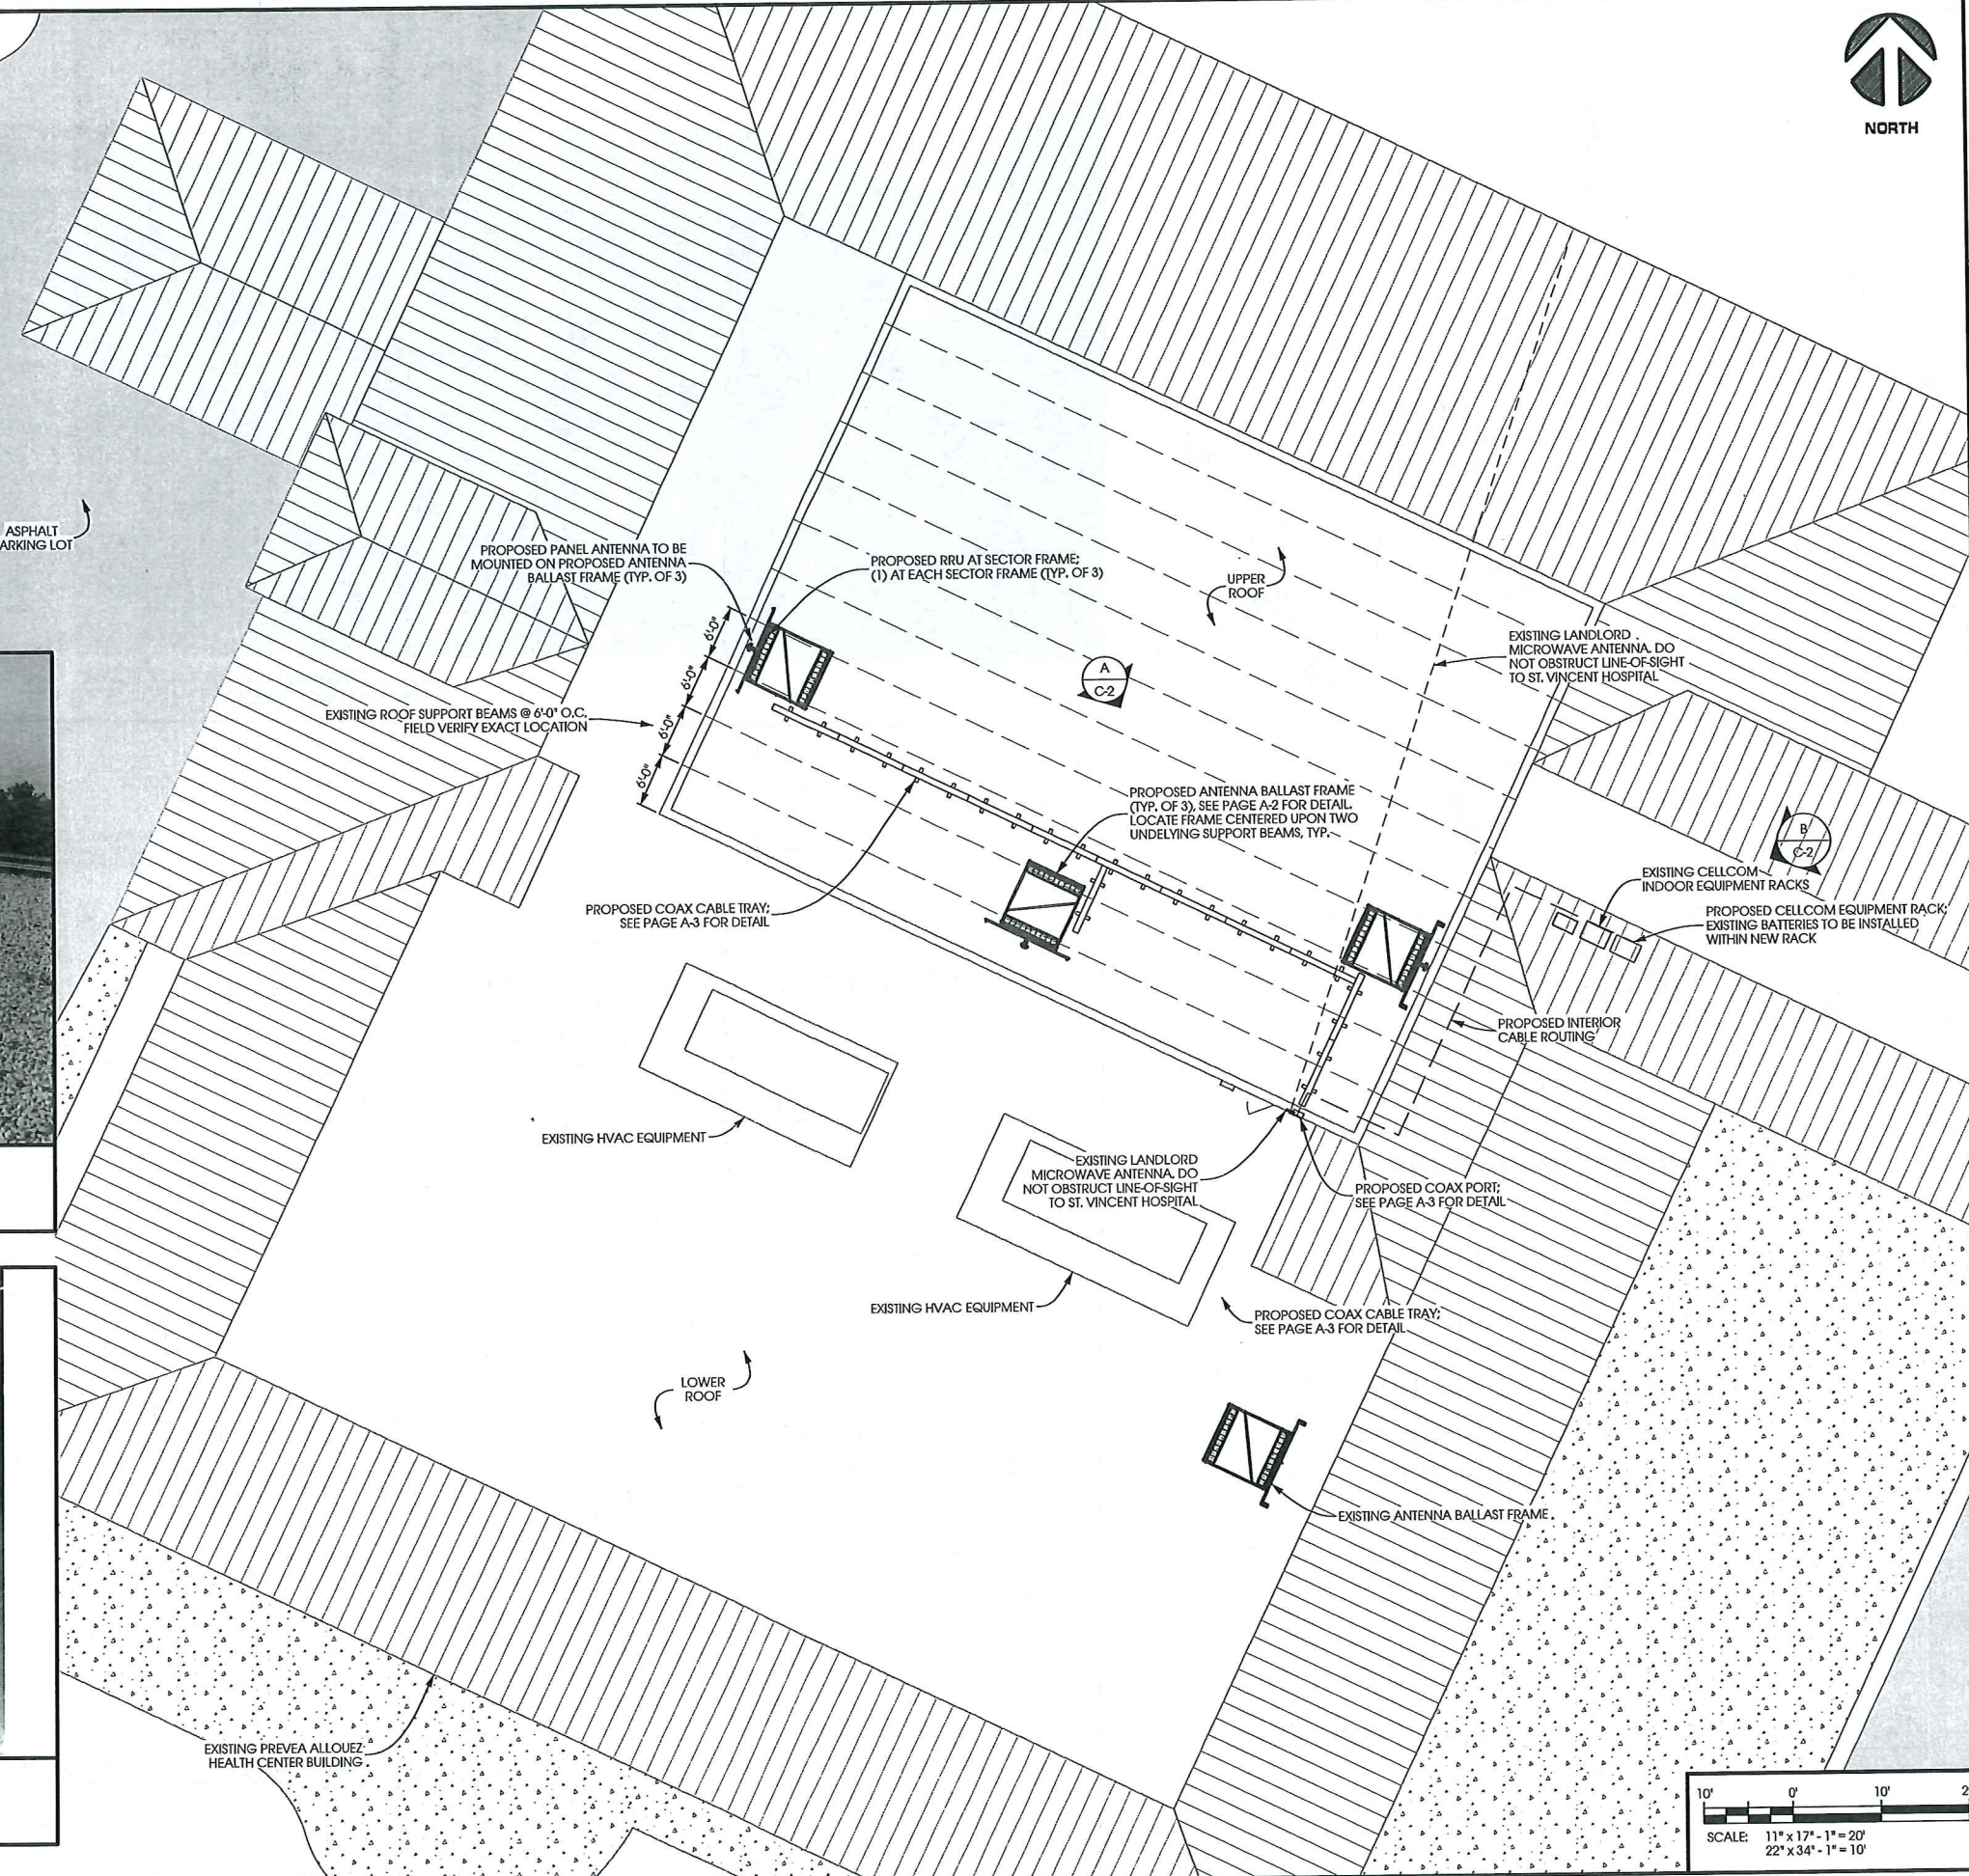 NORTH
ASPHALT
ARKING LOT
PROPOSED PANEL ANTENNA TO BE
MOUNTED ON PROPOSED ANTENNA
BALLAST FRAME (TYP. OF 3)
PROPOSED RRU AT SECTOR FRAME;
(1) AT EACH SECTOR FRAME (TYP. OF 3)
UPPER
ROOF
EXISTING LANDLORD
MICROWAVE ANTENNA. DO
NOT OBSTRUCT LINE-OF-SIGHT
TO ST. VINCENT HOSPITAL
A
C-2
6'-0"
6'-0"
6'-0"
6'-0"
EXISTING ROOF SUPPORT BEAMS @ 6'-0" O.C.
FIELD VERIFY EXACT LOCATION
PROPOSED ANTENNA BALLAST FRAME
(TYP. OF 3), SEE PAGE A-2 FOR DETAIL.
LOCATE FRAME CENTERED UPON TWO
UNDELYING SUPPORT BEAMS, TYP.
B
C-2
EXISTING CELLCOM
INDOOR EQUIPMENT RACKS
PROPOSED CELLCOM EQUIPMENT RACK;
EXISTING BATTERIES TO BE INSTALLED
WITHIN NEW RACK
PROPOSED COAX CABLE TRAY;
SEE PAGE A-3 FOR DETAIL
PROPOSED INTERIOR
CABLE ROUTING
EXISTING HVAC EQUIPMENT
EXISTING LANDLORD
MICROWAVE ANTENNA. DO
NOT OBSTRUCT LINE-OF-SIGHT
TO ST. VINCENT HOSPITAL
PROPOSED COAX PORT;
SEE PAGE A-3 FOR DETAIL
EXISTING HVAC EQUIPMENT
PROPOSED COAX CABLE TRAY;
SEE PAGE A-3 FOR DETAIL
LOWER
ROOF
EXISTING ANTENNA BALLAST FRAME
EXISTING PREVEA ALLOUEZ
HEALTH CENTER BUILDING
10' 0' 10' 2
SCALE: 11" x 17" - 1" = 20'
22" x 34" - 1" = 10'